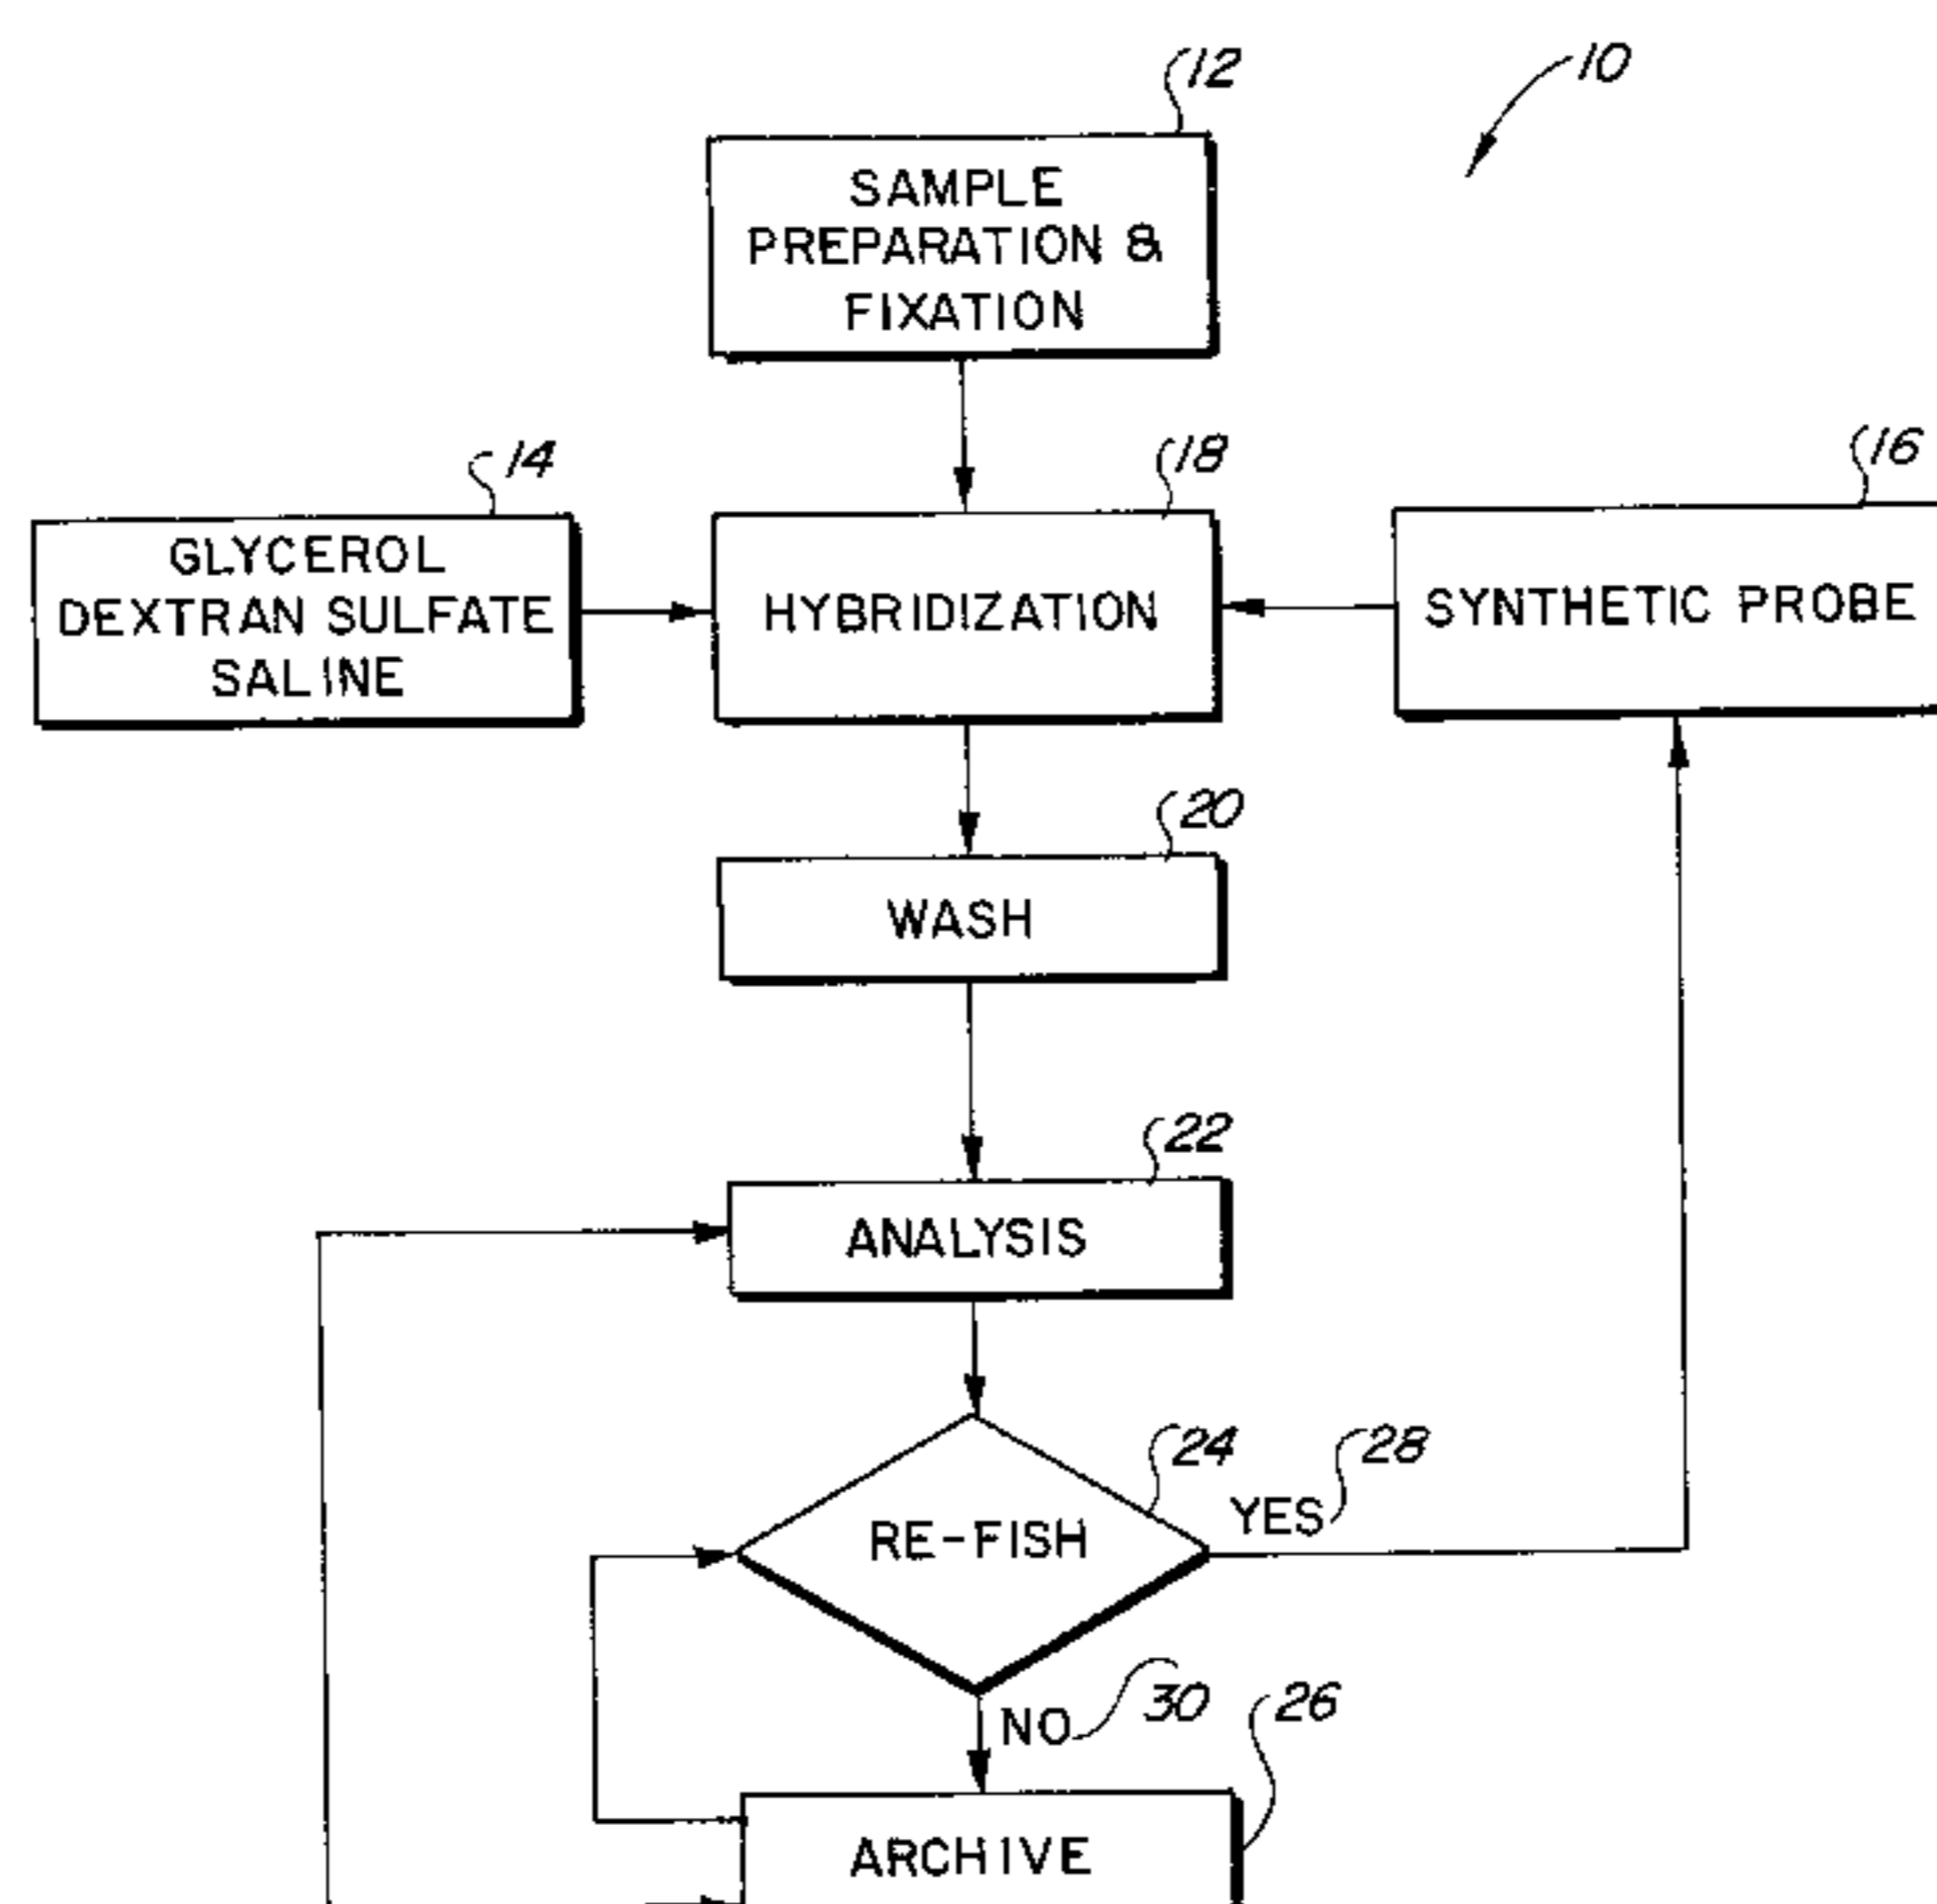 12
10
SAMPLE
PREPARATION &
FIXATION
14
18
16
GLYCEROL
DEXTRAN SULFATE
SALINE
HYBRIDIZATION
SYNTHETIC PROBE
20
WASH
22
ANALYSIS
24
28
YES
RE-FISH
30
NO
26
ARCHIVE